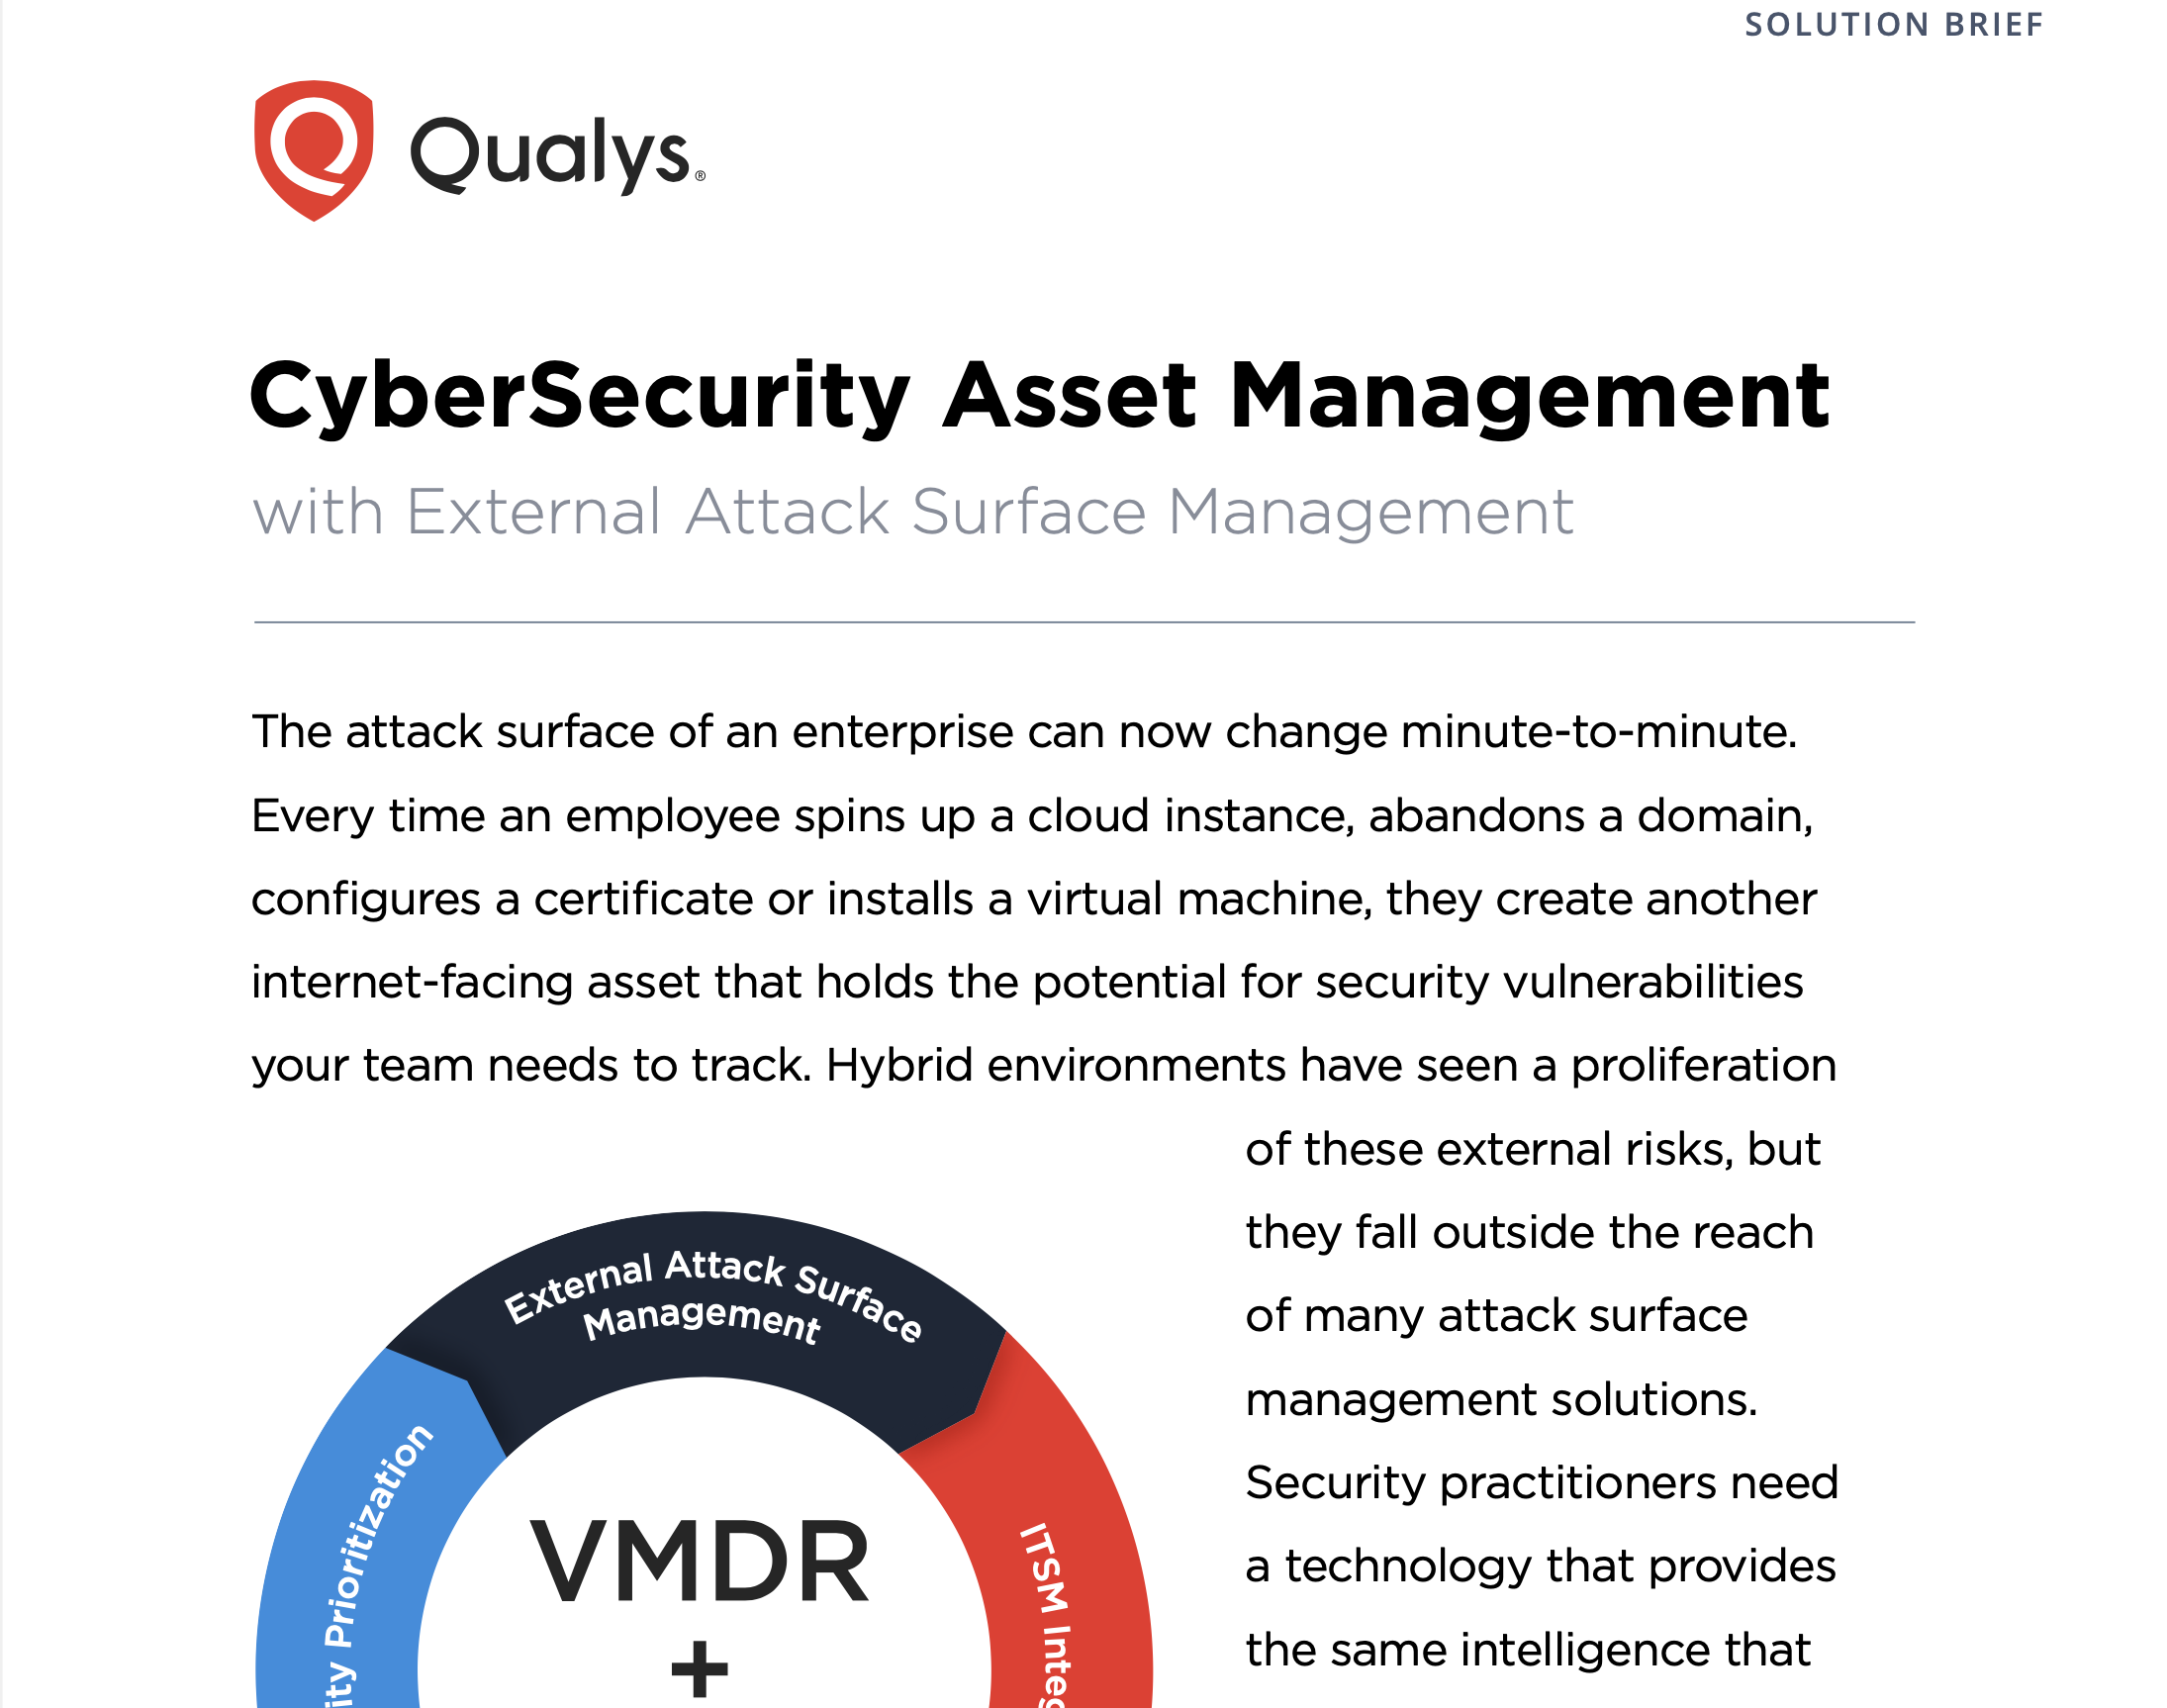 SOLUTION BRIEF
Qualys®
CyberSecurity Asset Management
with External Attack Surface Management
The attack surface of an enterprise can now change minute-to-minute.
Every time an employee spins up a cloud instance, abandons a domain,
configures a certificate or installs a virtual machine, they create another
internet-facing asset that holds the potential for security vulnerabilities
your team needs to track. Hybrid environments have seen a proliferation
of these external risks, but
they fall outside the reach
of many attack surface
management solutions.
Security practitioners need
a technology that provides
the same intelligence that
External Attack Surface
Management
Prioritization
ITSM
VMDR
+